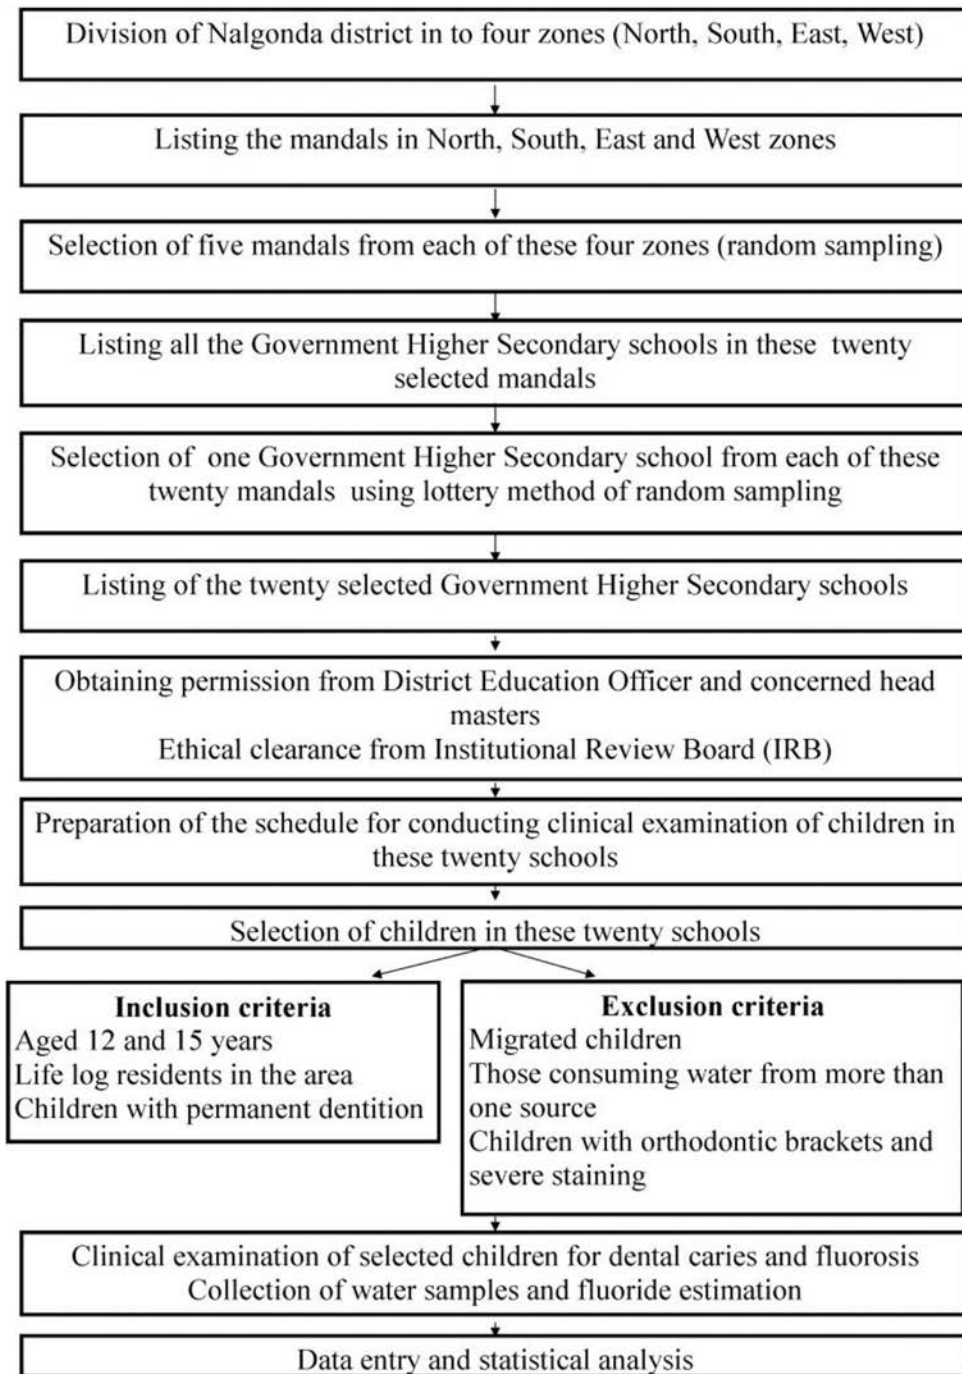 Division of Nalgonda district in to four zones (North, South, East, West)
Listing the mandals in North, South, East and West zones
Selection of five mandals from each of these four zones (random sampling)
Listing all the Government Higher Secondary schools in these twenty
selected mandals
Selection of one Government Higher Secondary school from each of these
twenty mandals using lottery method of random sampling
Listing of the twenty selected Government Higher Secondary schools
Obtaining permission from District Education Officer and concerned head
masters
Ethical clearance from Institutional Review Board (IRB)
Preparation of the schedule for conducting clinical examination of children in
these twenty schools
Selection of children in these twenty schools
Inclusion criteria
Aged 12 and 15 years
Life log residents in the area
Children with permanent dentition
Exclusion criteria
Migrated children
Those consuming water from more than
one source
Children with orthodontic brackets and
severe staining
Clinical examination of selected children for dental caries and fluorosis
Collection of water samples and fluoride estimation
Data entry and statistical analysis